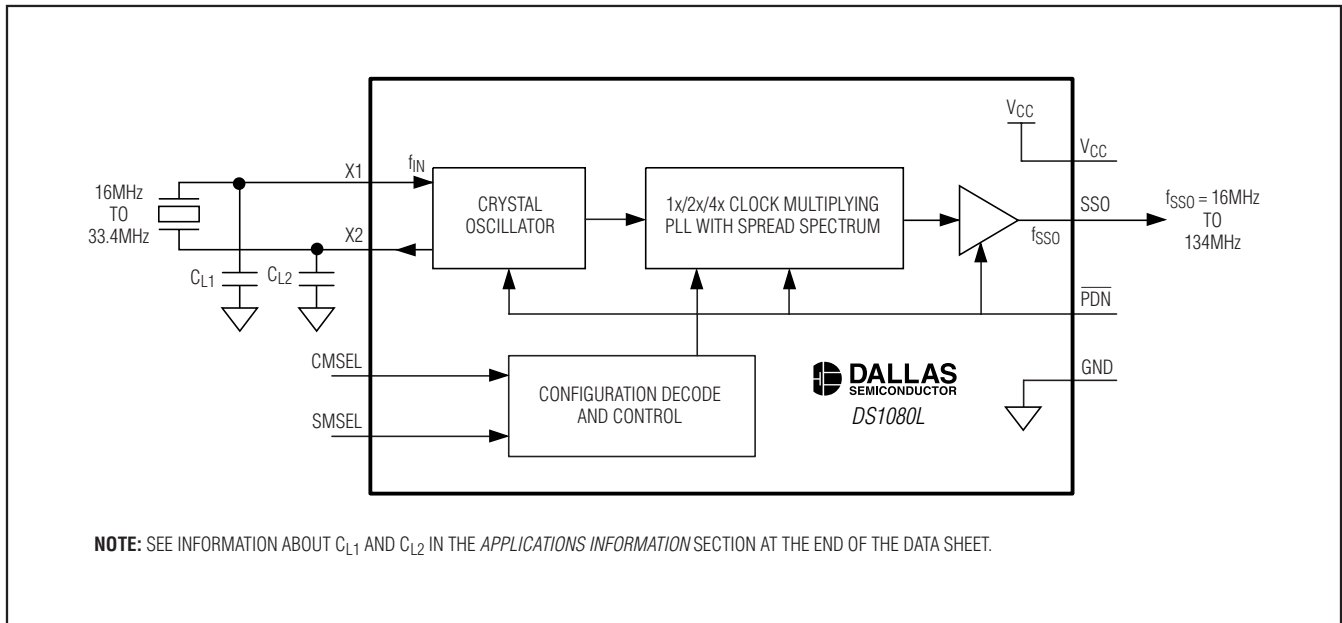 VCC
X1
fIN
VCC
16MHz
TO
33.4MHz
CRYSTAL
OSCILLATOR
1x/2x/4x CLOCK MULTIPLYING
PLL WITH SPREAD SPECTRUM
SSO
fSSO
fSSO = 16MHz
TO
134MHz
X2
CL1
CL2
PDN
CMSEL
SMSEL
CONFIGURATION DECODE
AND CONTROL
DALLAS
SEMICONDUCTOR
DS1080L
GND
NOTE: SEE INFORMATION ABOUT CL1 AND CL2 IN THE APPLICATIONS INFORMATION SECTION AT THE END OF THE DATA SHEET.